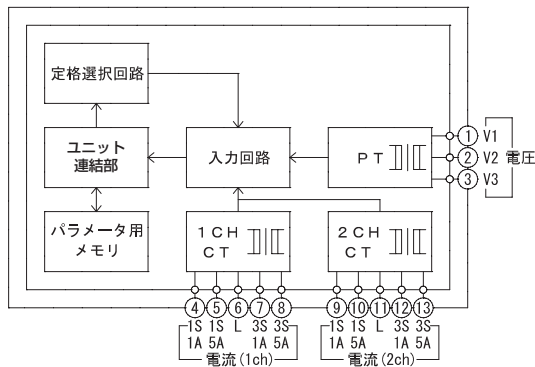 定格選択回路
ユニット
連結部
入力回路
PT
① V1
② V2 電圧
③ V3
パラメータ用
メモリ
1CH
CT
2CH
CT
④ ⑤ ⑥ ⑦ ⑧ ⑨ ⑩ ⑪ ⑫ ⑬
1S 1S L 3S 3S 1S 1S L 3S 3S
1A 5A 1A 5A 1A 5A 1A 5A
電流(1ch) 電流(2ch)